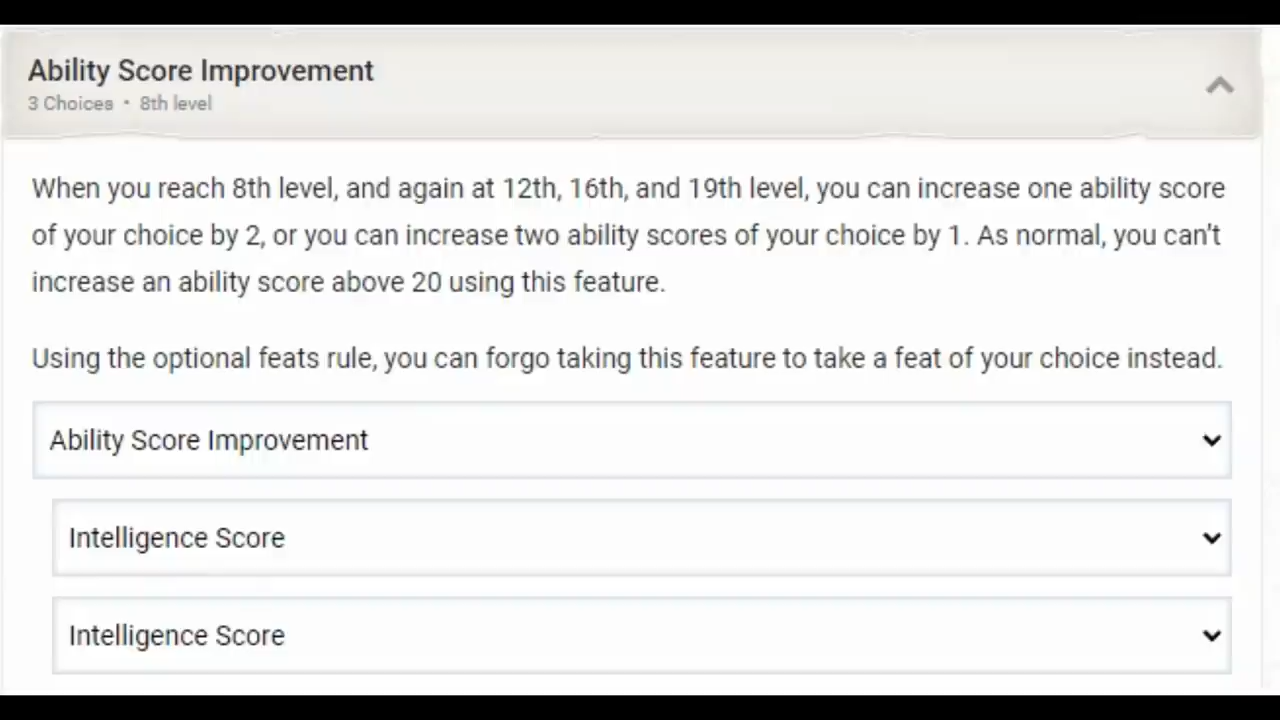 Ability Score Improvement
3 Choices • 8th level
When you reach 8th level, and again at 12th, 16th, and 19th level, you can increase one ability score
of your choice by 2, or you can increase two ability scores of your choice by 1. As normal, you can't
increase an ability score above 20 using this feature.
Using the optional feats rule, you can forgo taking this feature to take a feat of your choice instead.
Ability Score Improvement
Intelligence Score
Intelligence Score